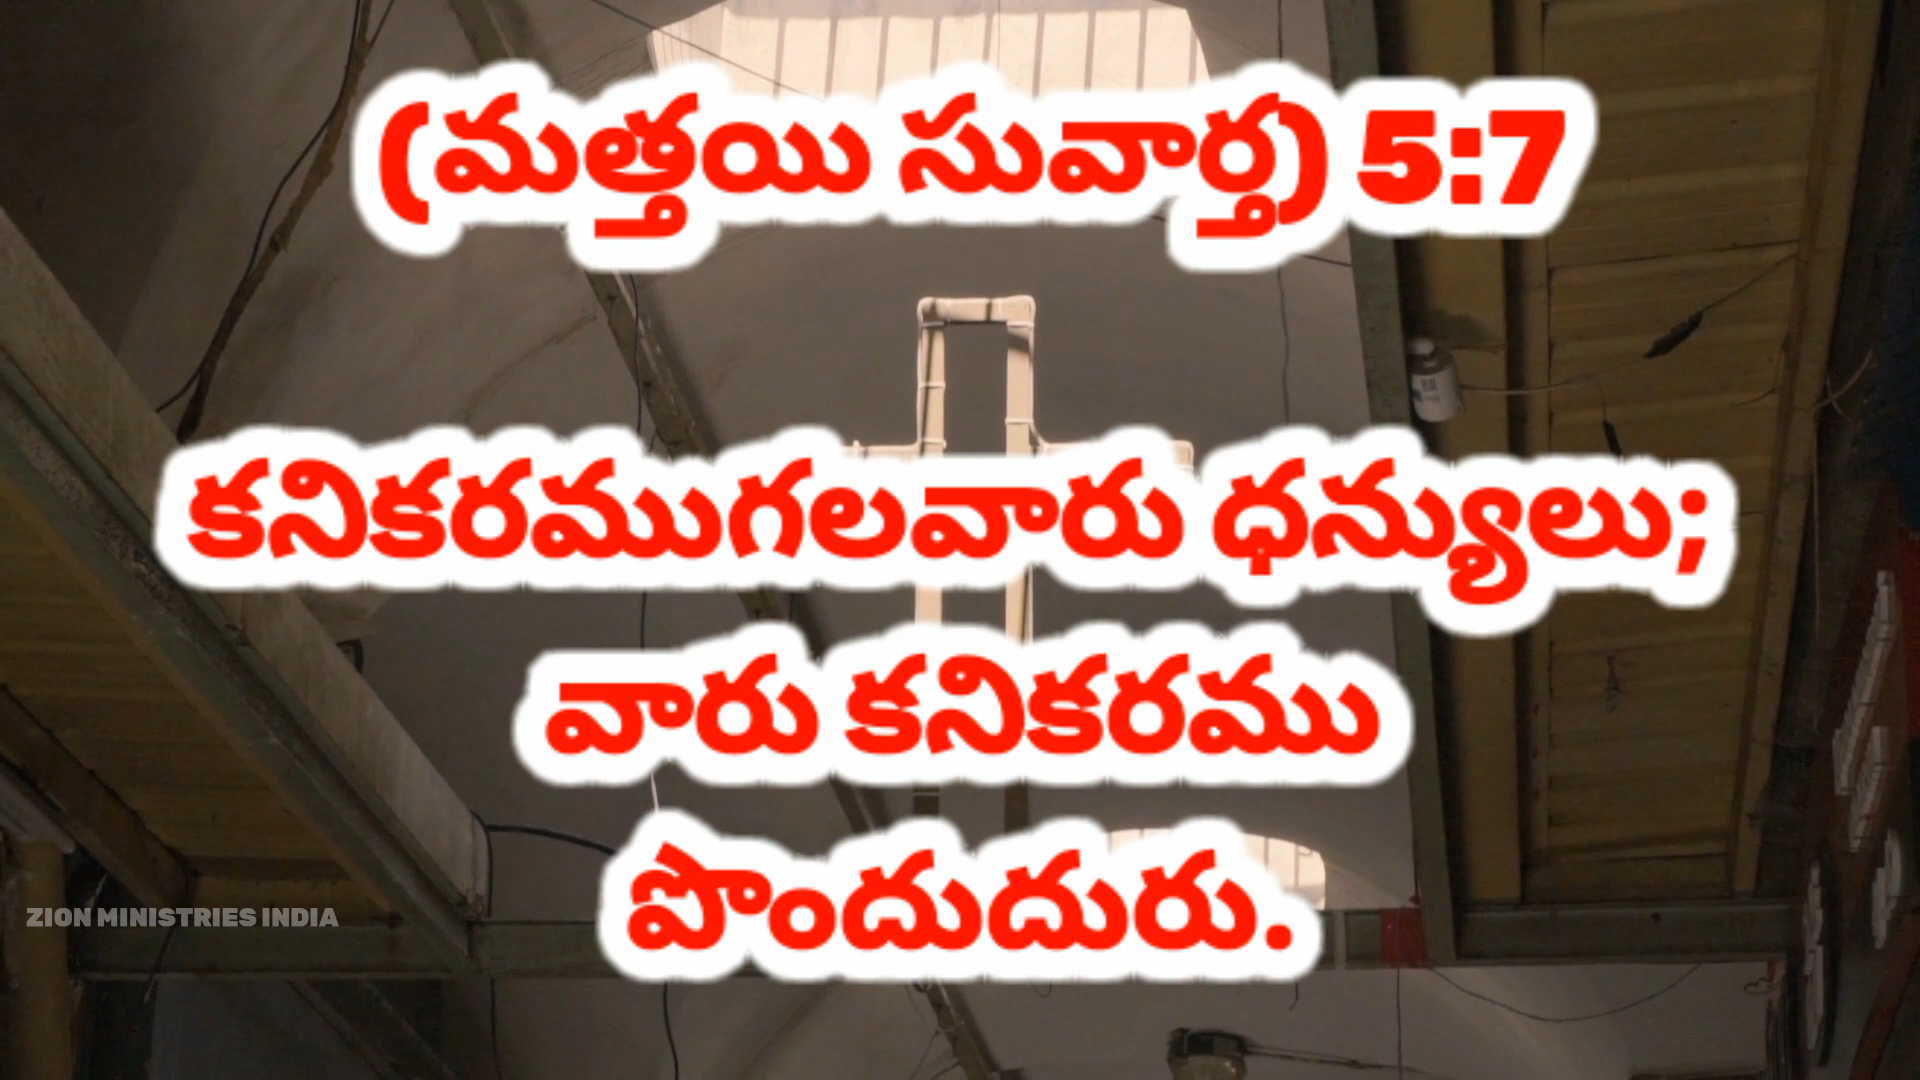 (మత్తయి సువార్త) 5:7
కనికరముగలవారు ధన్యులు;
వారు కనికరము
పొందుదురు.
ZION MINISTRIES INDIA